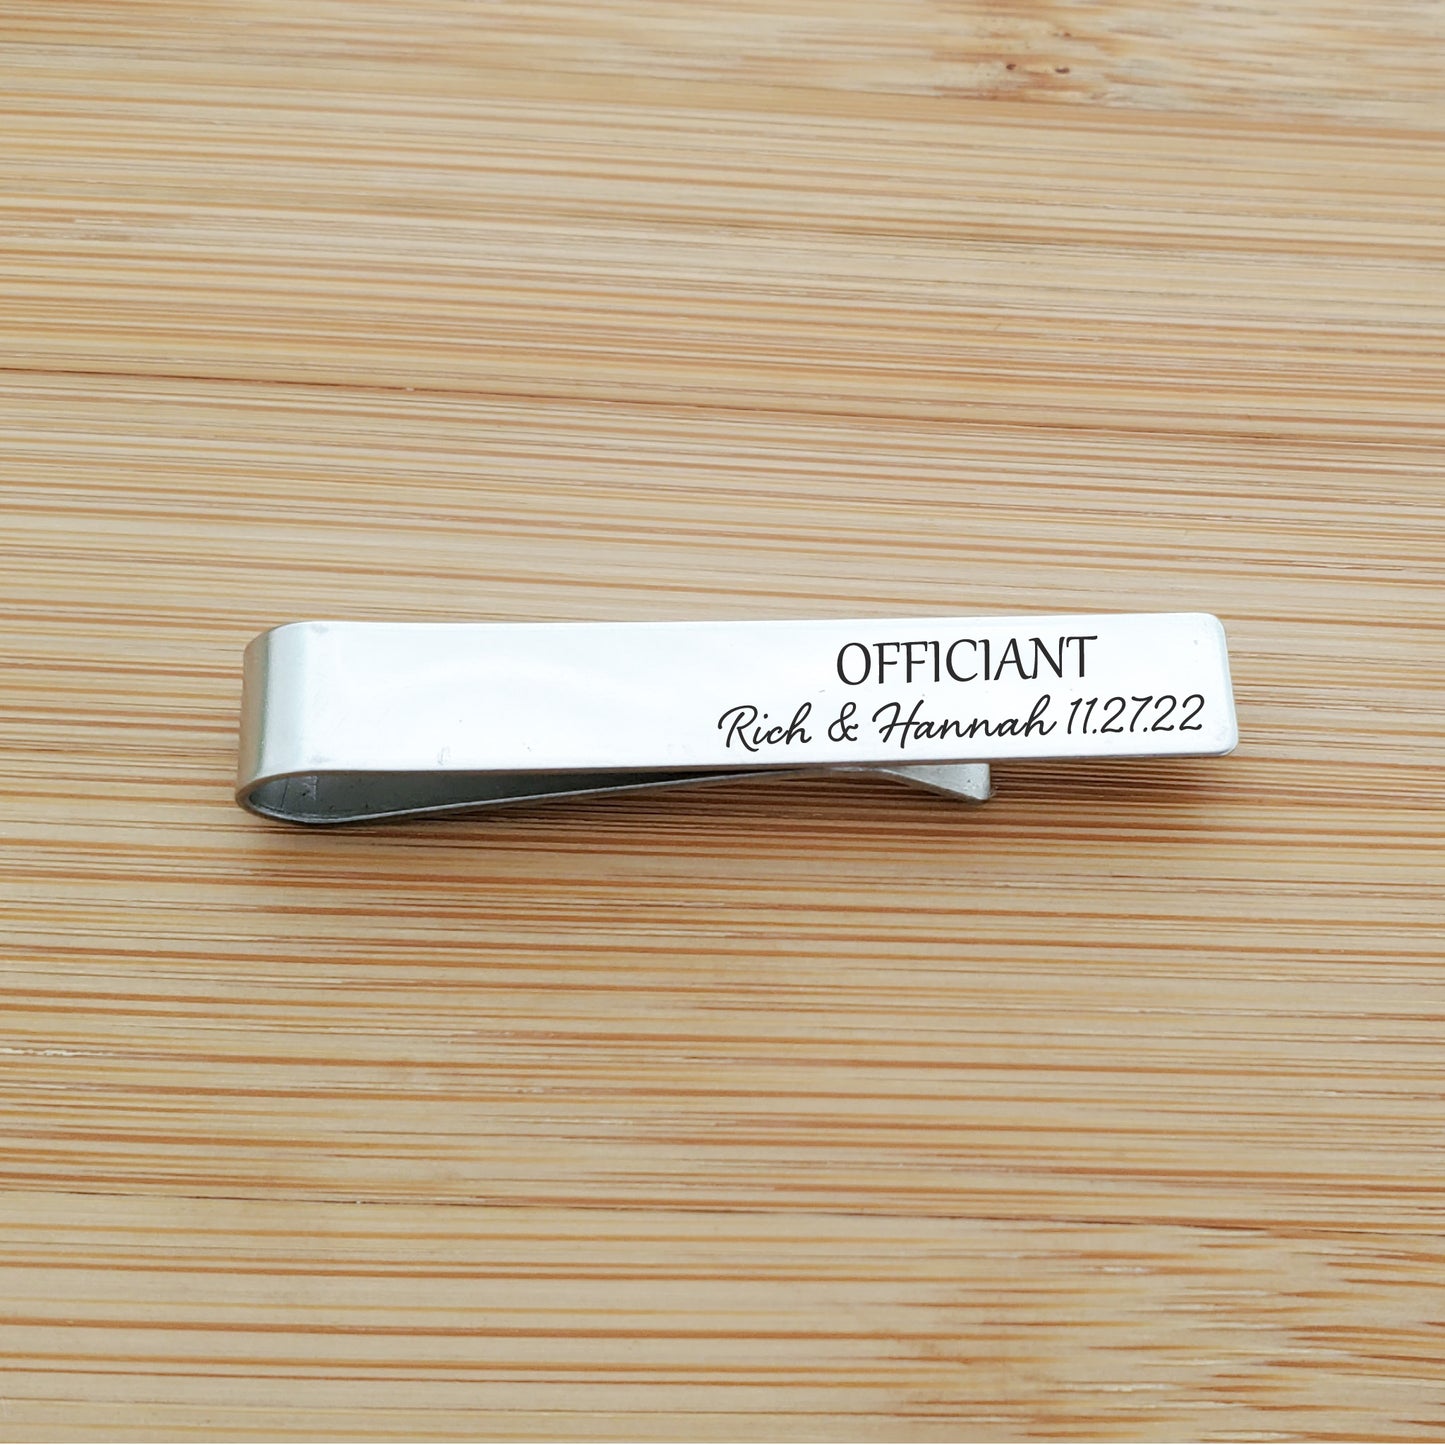 OFFICIANT
Rich & Hannah 11.27.22